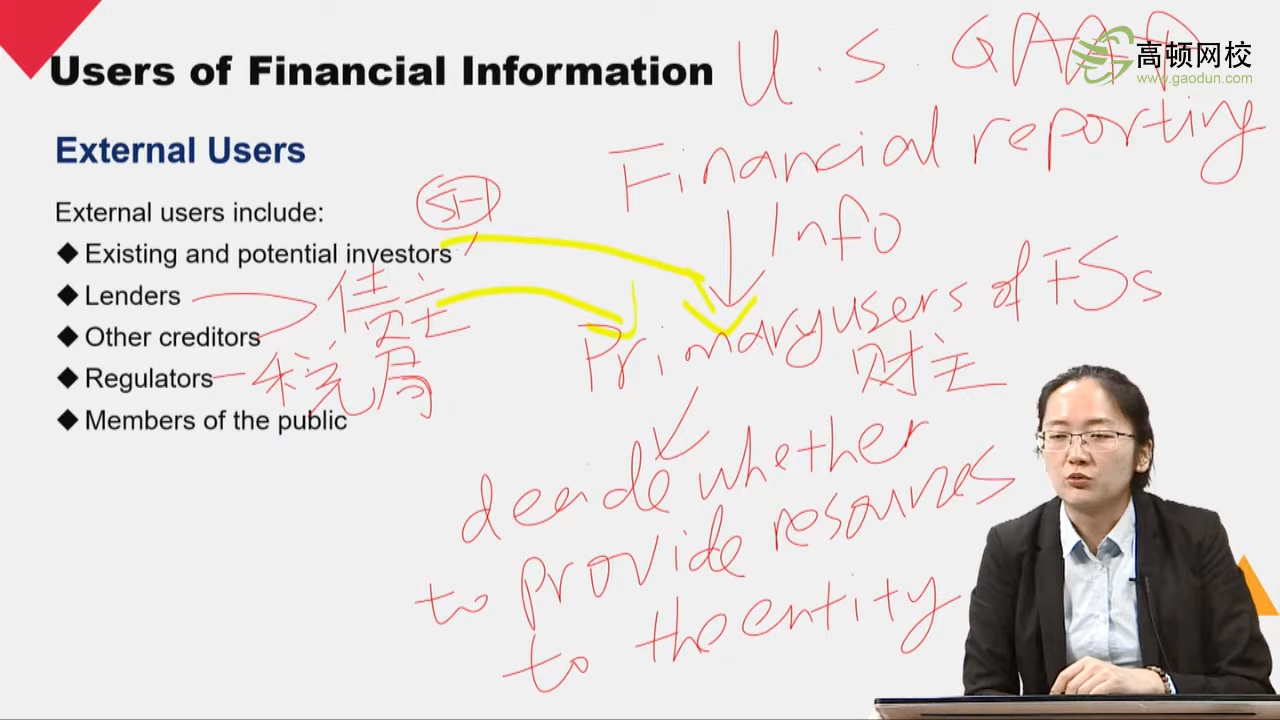 Users of Financial Information
U.S. GAAP
高顿网校
www.gaodun.com
External Users
Financial reporting
Info
External users include:
SH
◆ Existing and potential investors
◆ Lenders
债主
◆ Other creditors
◆ Regulators
税局
◆ Members of the public
Primary users of FSs
财主
decide whether
to provide resources
to the entity